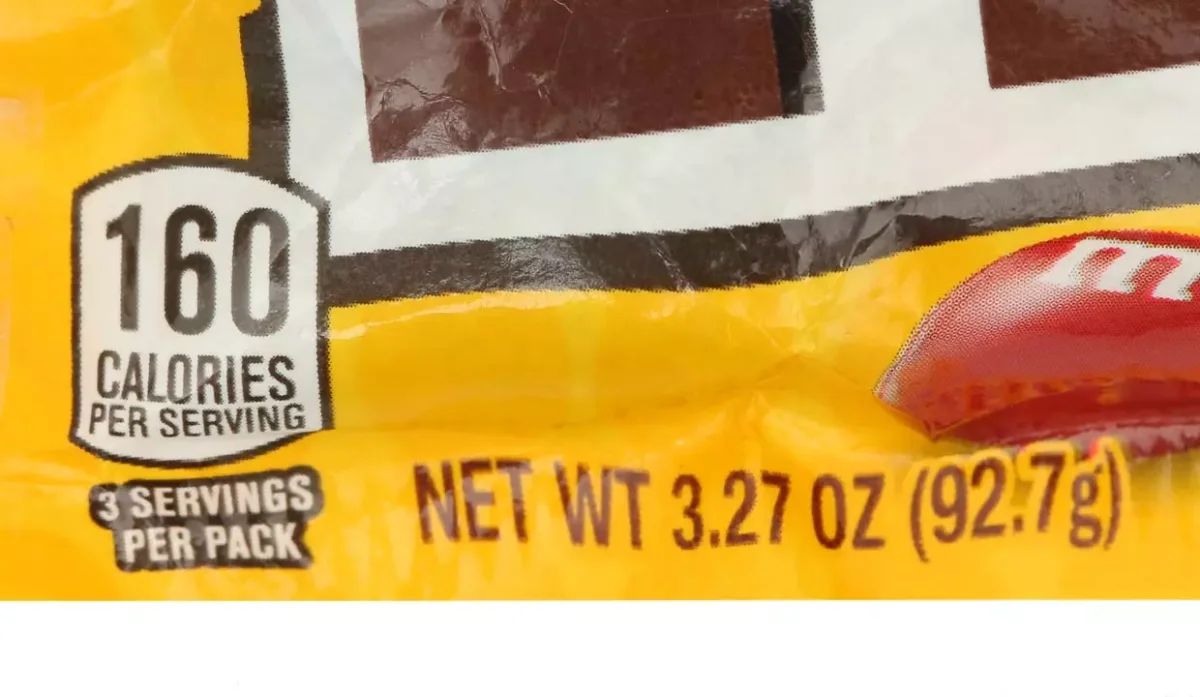 160
CALORIES
PER SERVING
3 SERVINGS
PER PACK
NET WT 3.27 OZ (92.7g)
m